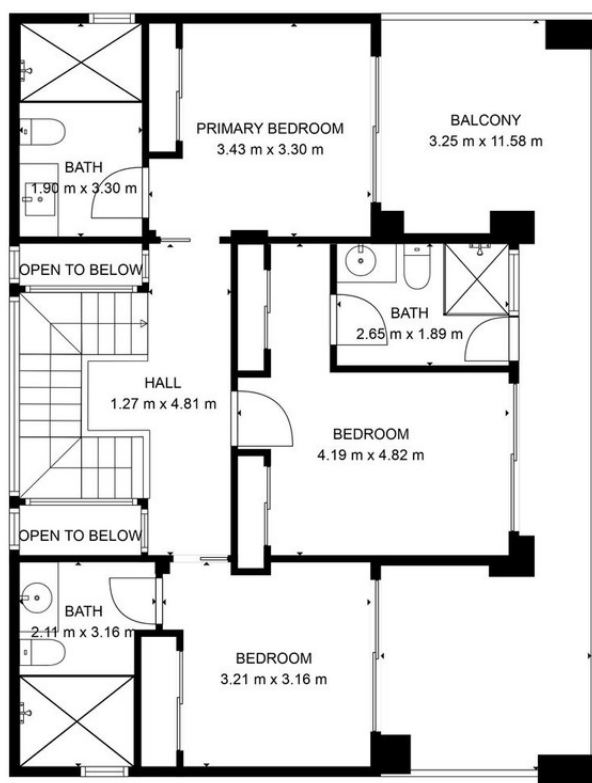 PRIMARY BEDROOM
3.43 m x 3.30 m
BALCONY
3.25 m x 11.58 m
BATH
1.90 m x 3.30 m
OPEN TO BELOW
BATH
2.65 m x 1.89 m
HALL
1.27 m x 4.81 m
BEDROOM
4.19 m x 4.82 m
OPEN TO BELOW
BATH
2.11 m x 3.16 m
BEDROOM
3.21 m x 3.16 m